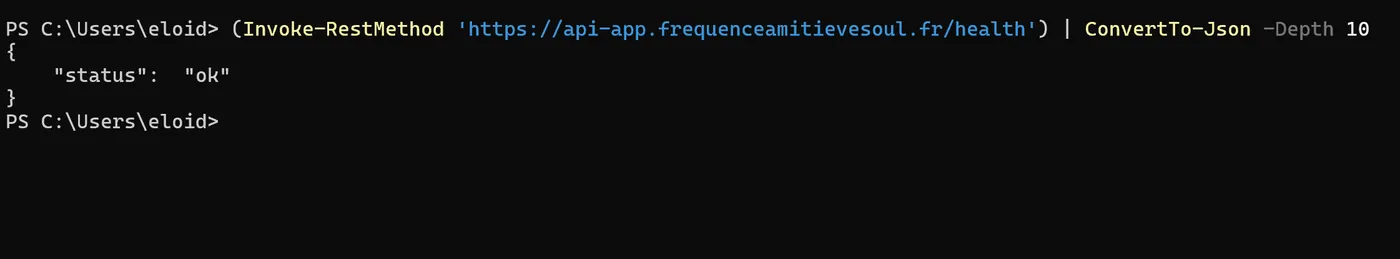 PS C:\Users\eloid> (Invoke-RestMethod 'https://api-app.frequenceamitievesoul.fr/health') | ConvertTo-Json -Depth 10
{
    "status":  "ok"
}
PS C:\Users\eloid>